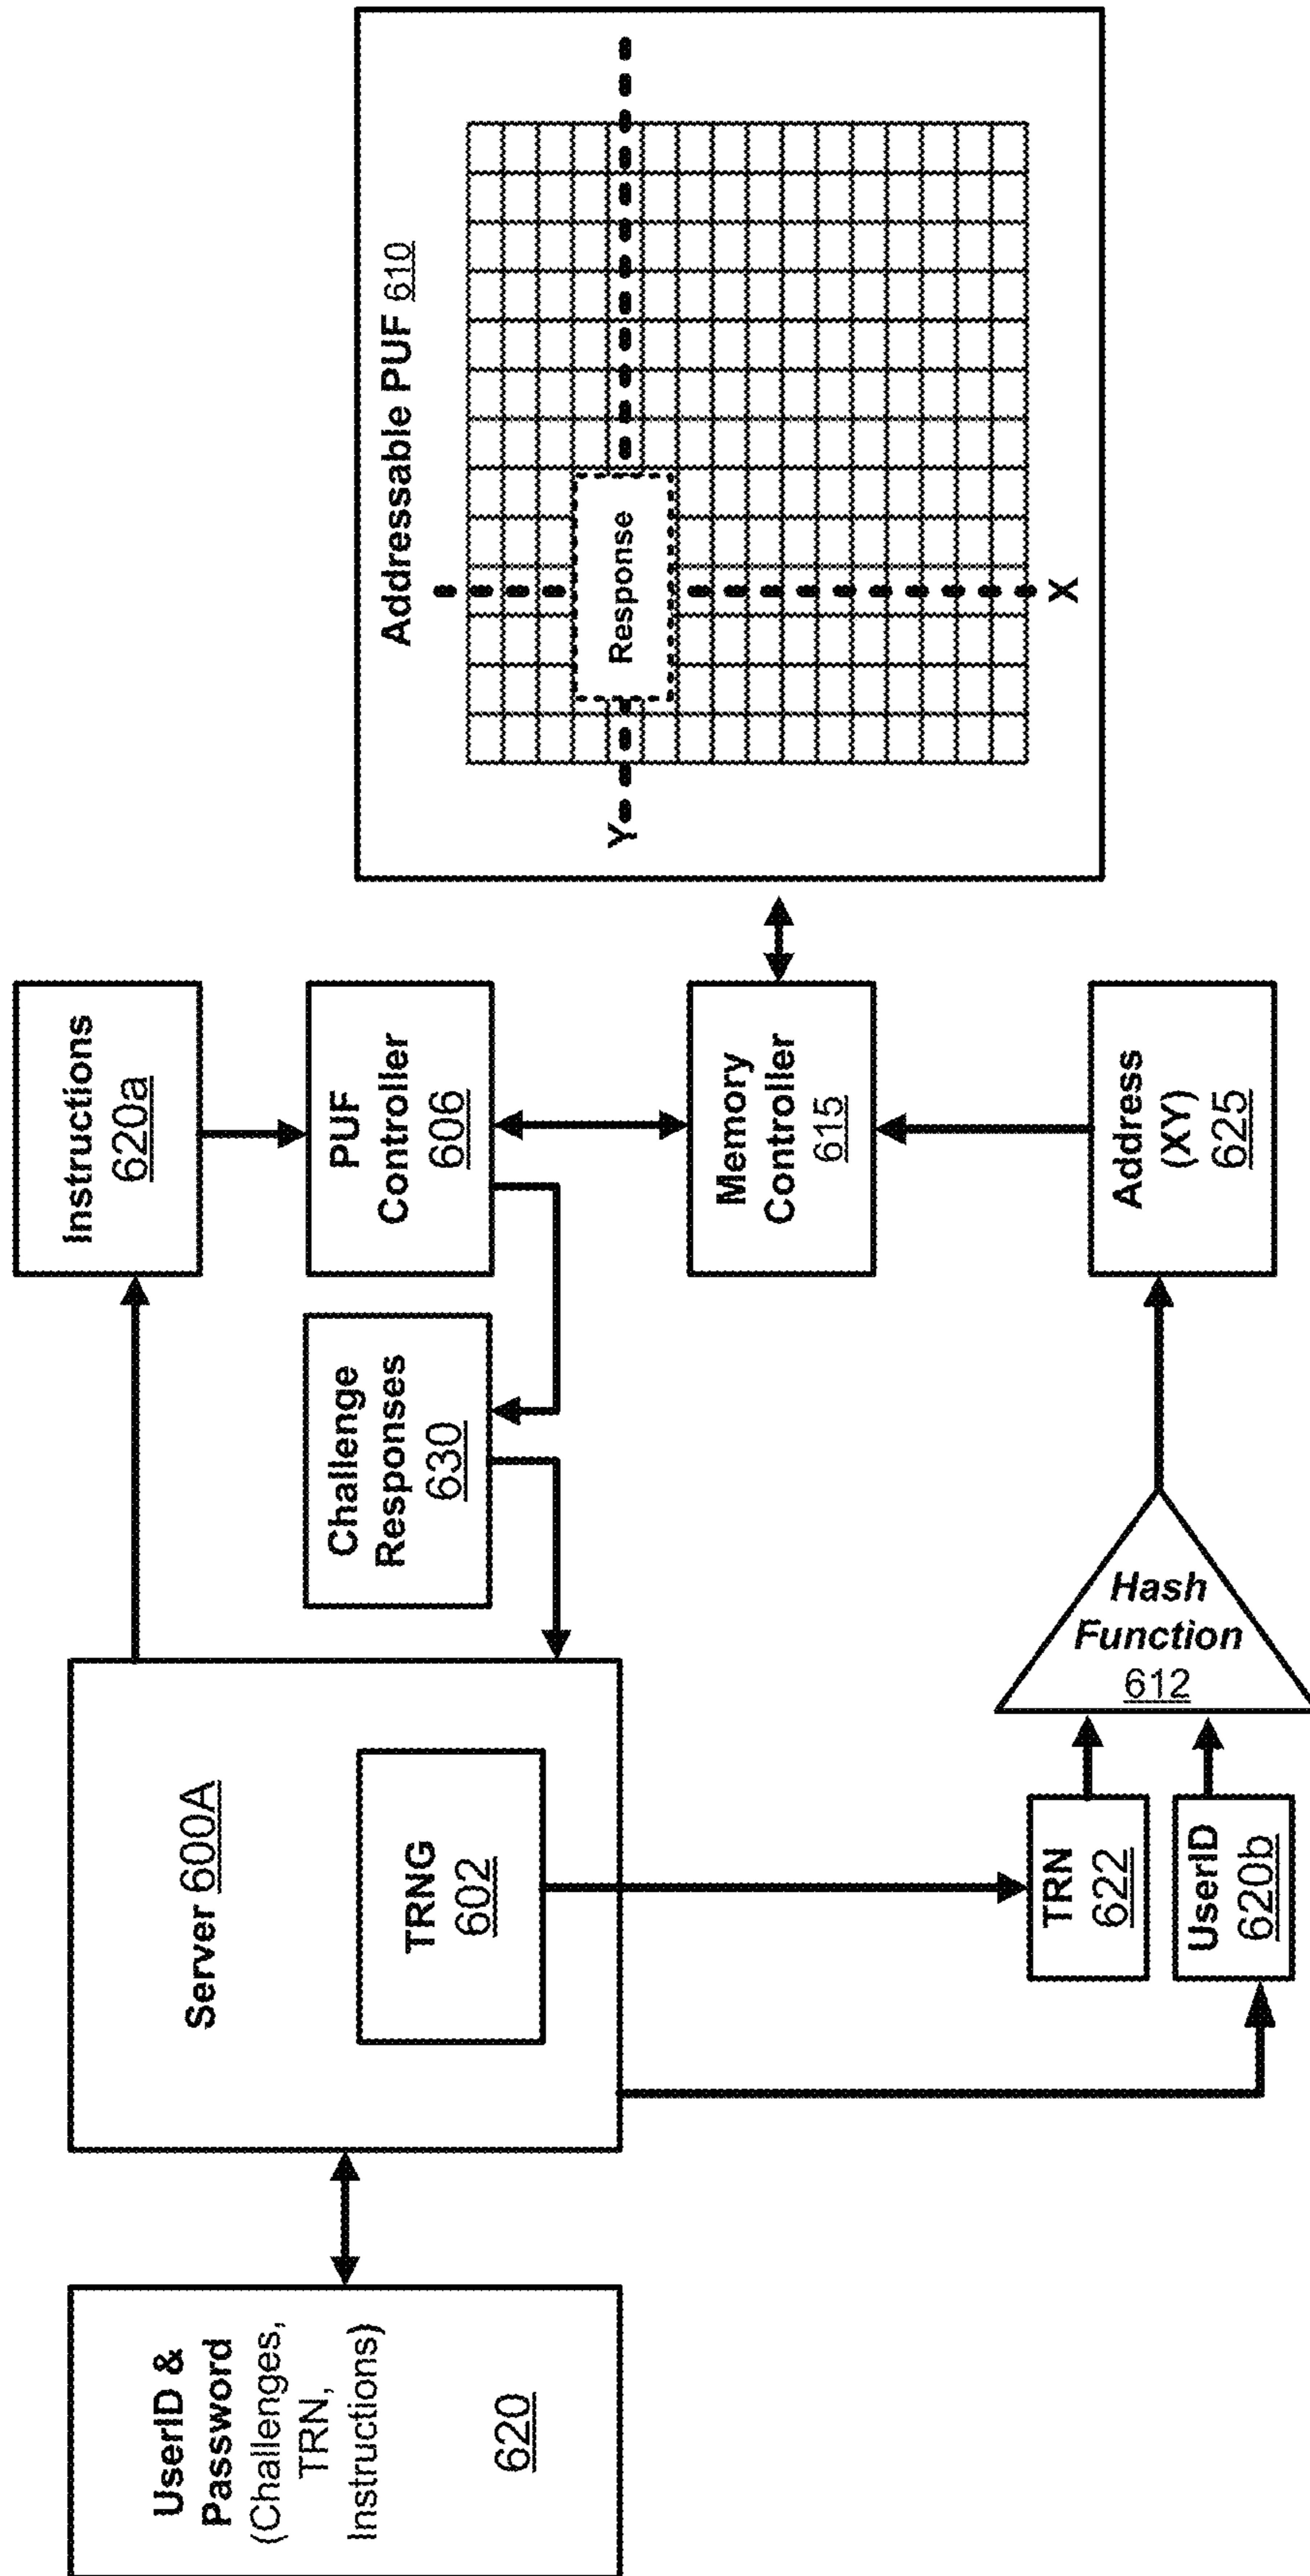 UserID &
Password
(Challenges,
TRN,
Instructions)
620
Server 600A
TRNG
602
Challenge
Responses
630
Instructions
620a
PUF
Controller
606
Memory
Controller
615
Address
(XY)
625
TRN
622
UserID
620b
Hash
Function
612
Addressable PUF 610
Y
Response
X